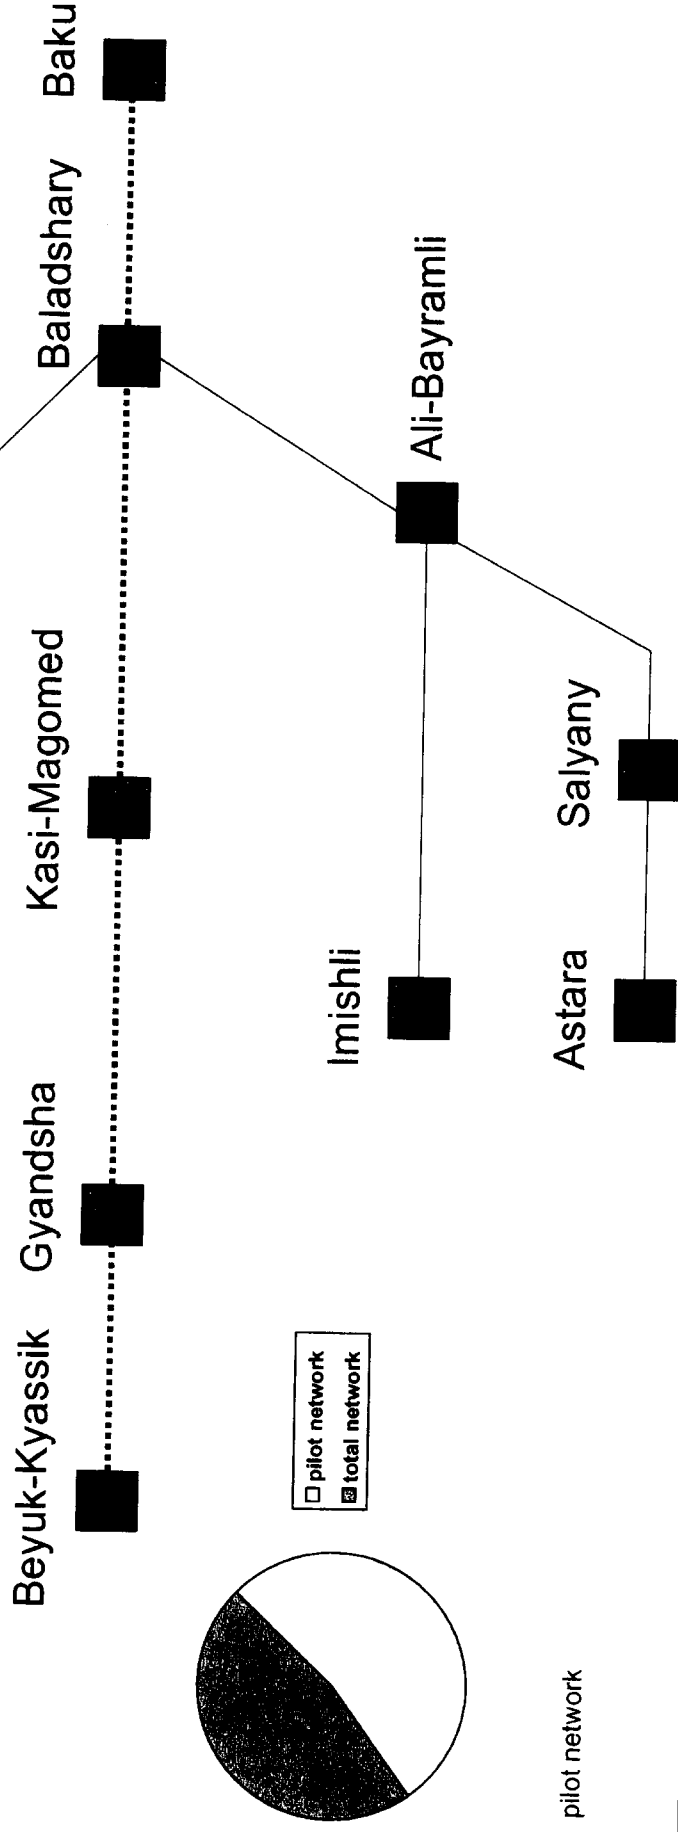 Beyuk-Kyassik
Gyandsha
Kasi-Magomed
Baladshary
Baku
Imishli
Ali-Bayramli
Astara
Salyany
pilot network
total network
pilot network